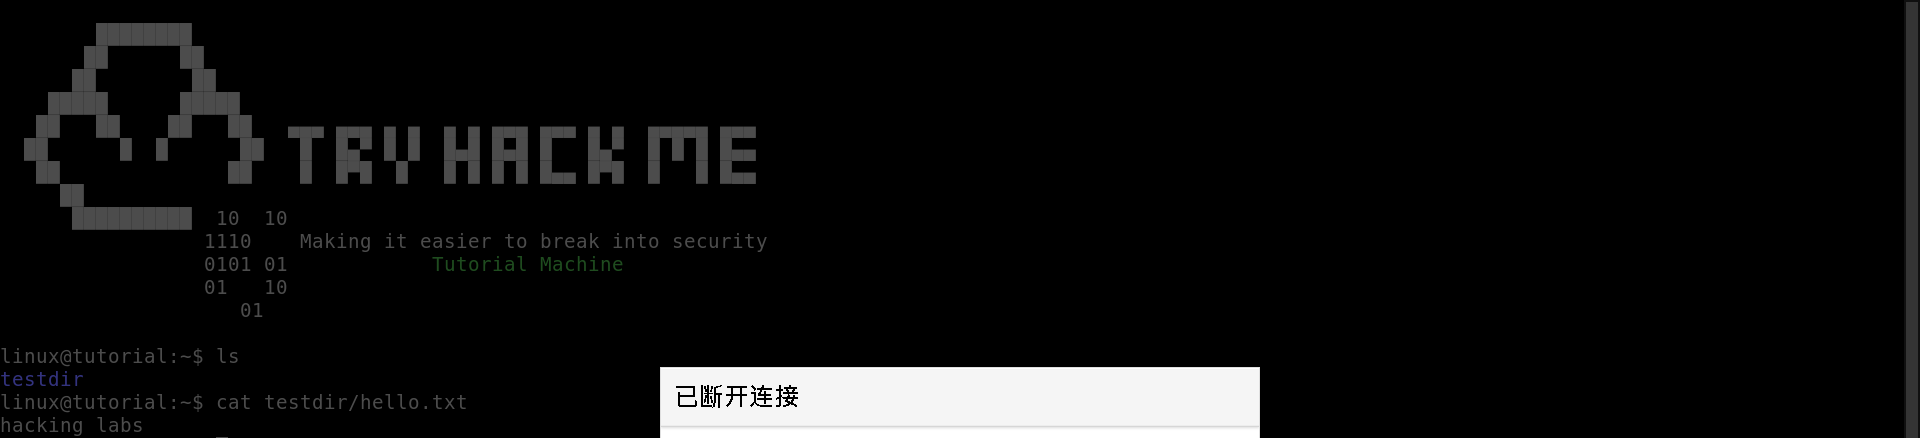 TRY HACK ME
10  10
1110    Making it easier to break into security
0101 01            Tutorial Machine
01   10
01
linux@tutorial:~$ ls
testdir
linux@tutorial:~$ cat testdir/hello.txt
已断开连接
hacking labs